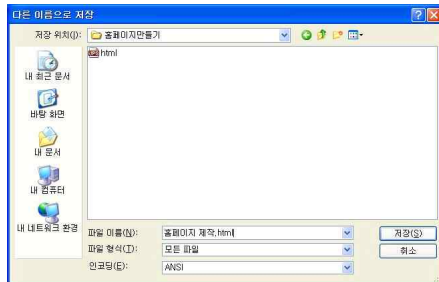 다른 이름으로 저장
저장 위치(I): 홈페이지만들기
html
내 최근 문서
바탕 화면
내 문서
내 컴퓨터
내 네트워크 환경
파일 이름(N): 홈페이지 제작.html
저장(S)
파일 형식(T): 모든 파일
취소
인코딩(E): ANSI